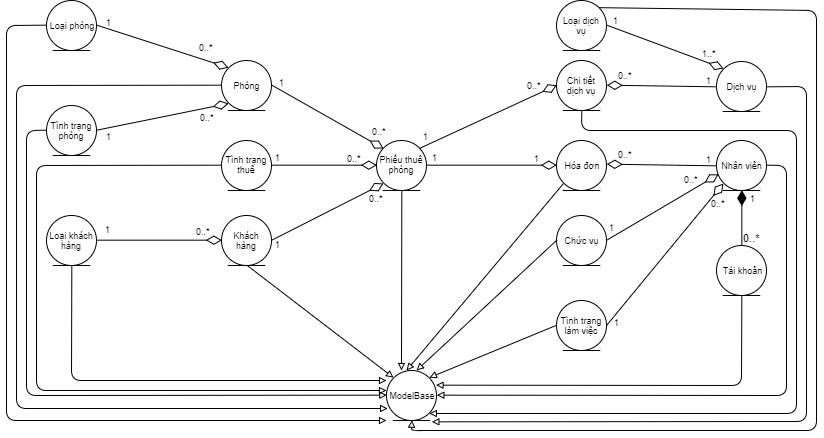 Loại phòng
1
0..*
Loại dịch
vụ
1
1..*
Phòng
1
0..*
Chi tiết
dịch vụ
0..*
1
Dịch vụ
0..*
Tình trạng
phòng
1
0..*
1
Tình trạng
thuê
1
0..*
Phiếu thuê
phòng
1
1
Hóa đơn
0..*
1
Nhân viên
0..*
0..*
0..*
1
Loại khách
hàng
1
0..*
Khách
hàng
1
Chức vụ
1
0..*
Tài khoản
Tình trạng
làm việc
1
ModelBase